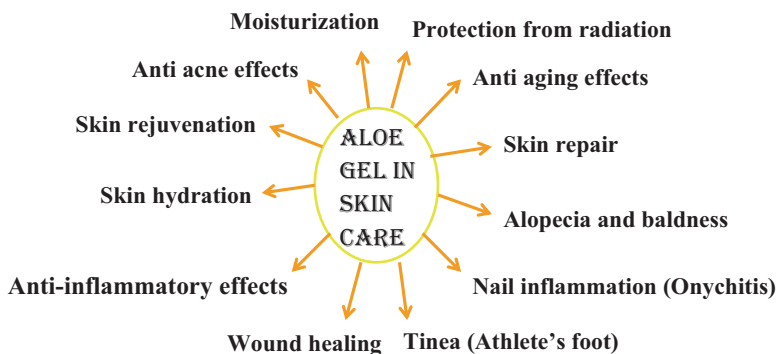 Moisturization
Protection from radiation
Anti acne effects
Anti aging effects
Skin rejuvenation
Skin repair
Skin hydration
Alopecia and baldness
Anti-inflammatory effects
Nail inflammation (Onychitis)
Wound healing
Tinea (Athlete’s foot)
ALOE
GEL IN
SKIN
CARE